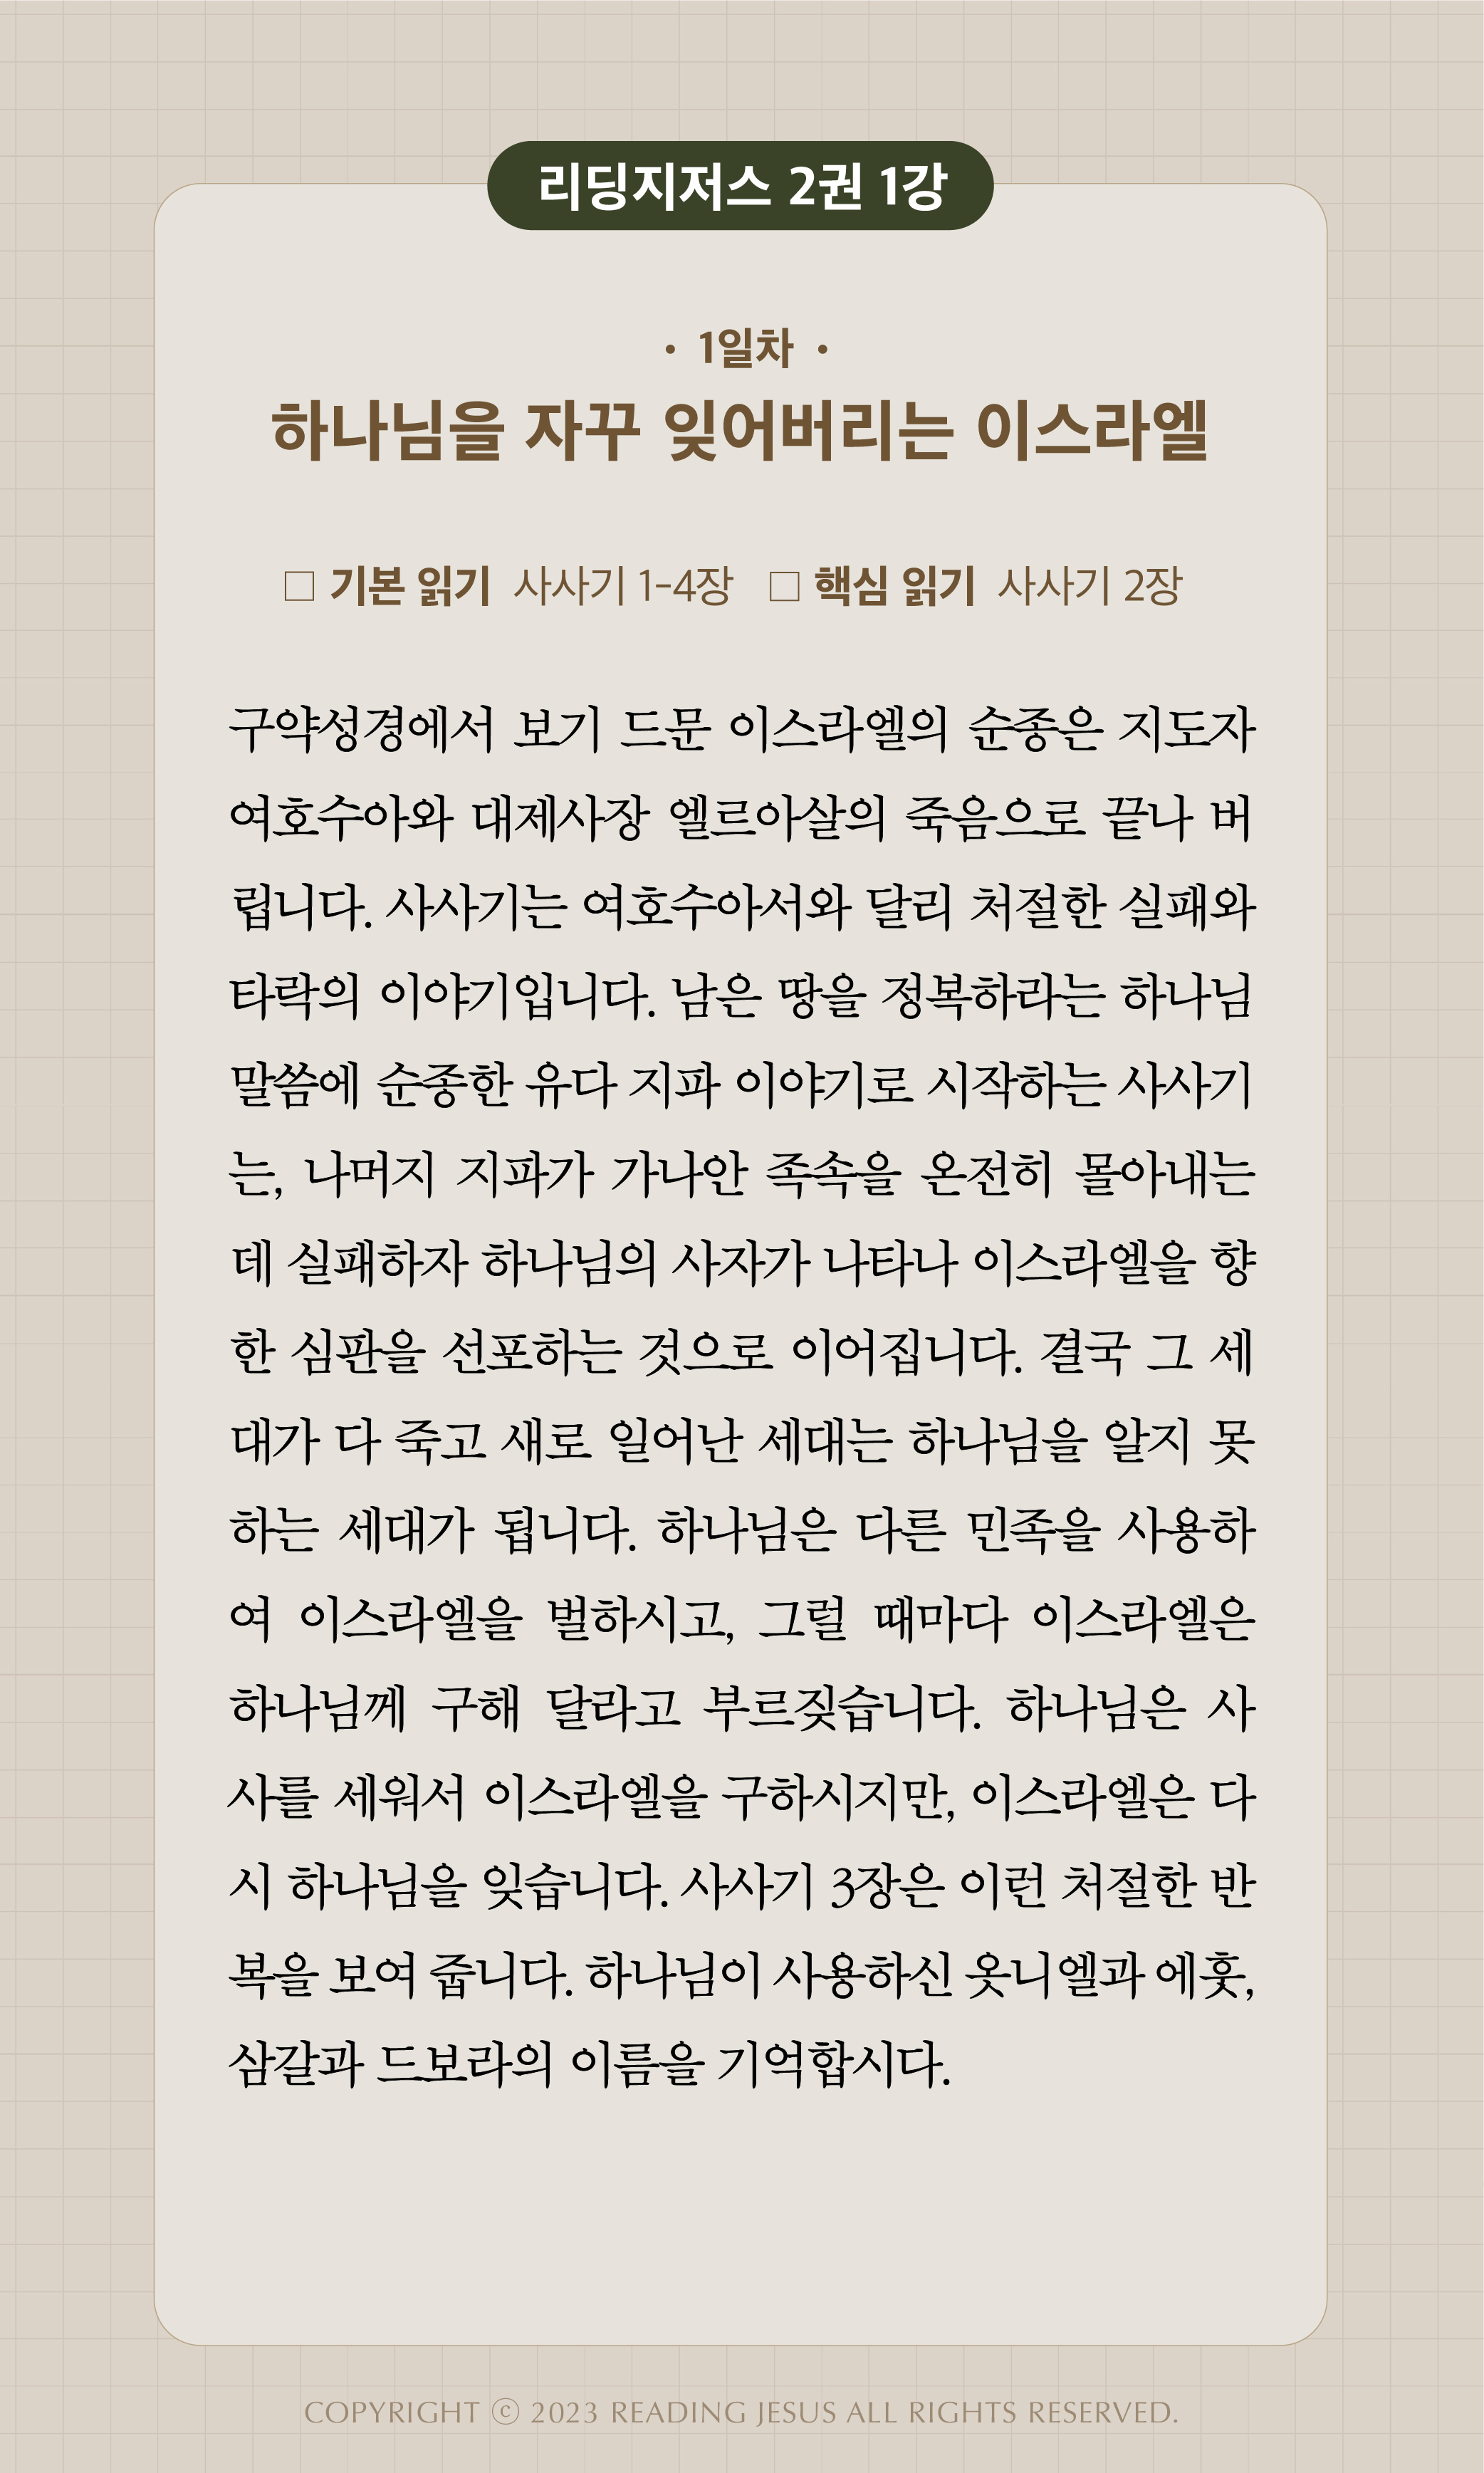 리딩지저스 2권 1강
· 1일차 ·
하나님을 자꾸 잊어버리는 이스라엘
□ 기본 읽기 사사기 1-4장 □ 핵심 읽기 사사기 2장
구약성경에서 보기 드문 이스라엘의 순종은 지도자
여호수아와 대제사장 엘르아살의 죽음으로 끝나 버
립니다. 사사기는 여호수아서와 달리 처절한 실패와
타락의 이야기입니다. 남은 땅을 정복하라는 하나님
말씀에 순종한 유다 지파 이야기로 시작하는 사사기
는, 나머지 지파가 가나안 족속을 온전히 몰아내는
데 실패하자 하나님의 사자가 나타나 이스라엘을 향
한 심판을 선포하는 것으로 이어집니다. 결국 그 세
대가 다 죽고 새로 일어난 세대는 하나님을 알지 못
하는 세대가 됩니다. 하나님은 다른 민족을 사용하
여 이스라엘을 벌하시고, 그럴 때마다 이스라엘은
하나님께 구해 달라고 부르짖습니다. 하나님은 사
사를 세워서 이스라엘을 구하시지만, 이스라엘은 다
시 하나님을 잊습니다. 사사기 3장은 이런 처절한 반
복을 보여 줍니다. 하나님이 사용하신 옷니엘과 에훗,
삼갈과 드보라의 이름을 기억합시다.
COPYRIGHT ⓒ 2023 READING JESUS ALL RIGHTS RESERVED.